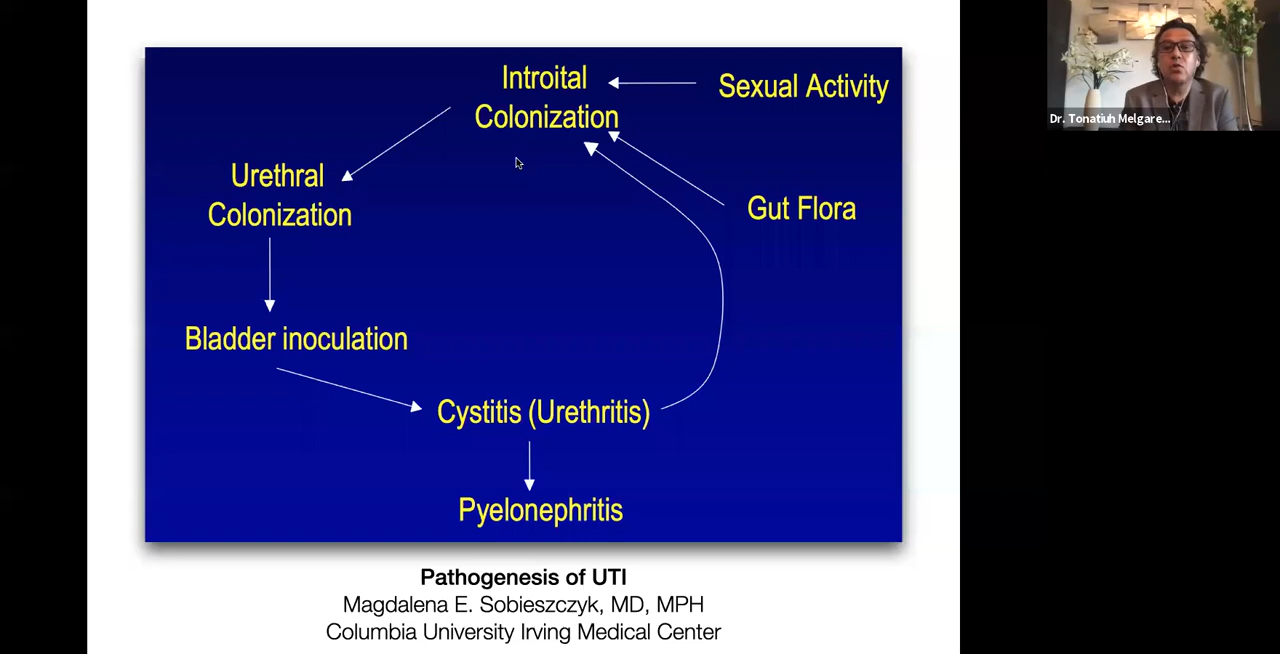 Introital
Colonization
Sexual Activity
Urethral
Colonization
Gut Flora
Bladder inoculation
Cystitis (Urethritis)
Pyelonephritis
Pathogenesis of UTI
Magdalena E. Sobieszczyk, MD, MPH
Columbia University Irving Medical Center
Dr. Tonatiuh Melgare...